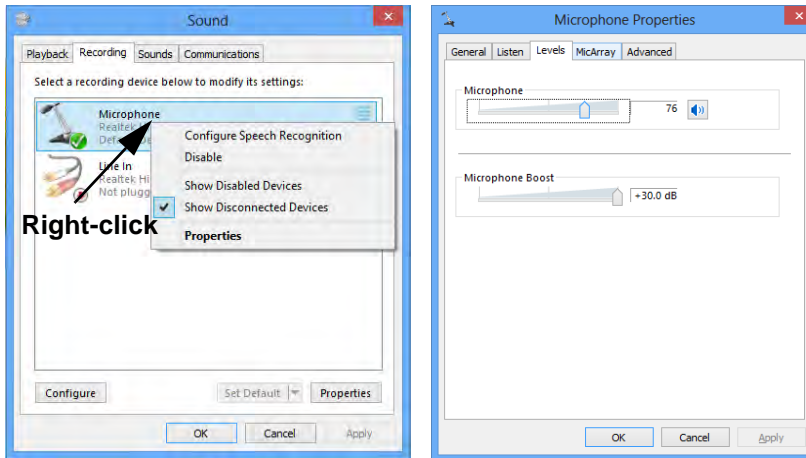 Sound
Playback Recording Sounds Communications
Select a recording device below to modify its settings:
Microphone
Realtek
Line In
Realtek Hi
Not plugg
Configure Speech Recognition
Disable
Show Disabled Devices
Show Disconnected Devices
Properties
Right-click
Configure Set Default Properties
OK Cancel Apply
Microphone Properties
General Listen Levels MicArray Advanced
Microphone
76
Microphone Boost
+30.0 dB
OK Cancel Apply